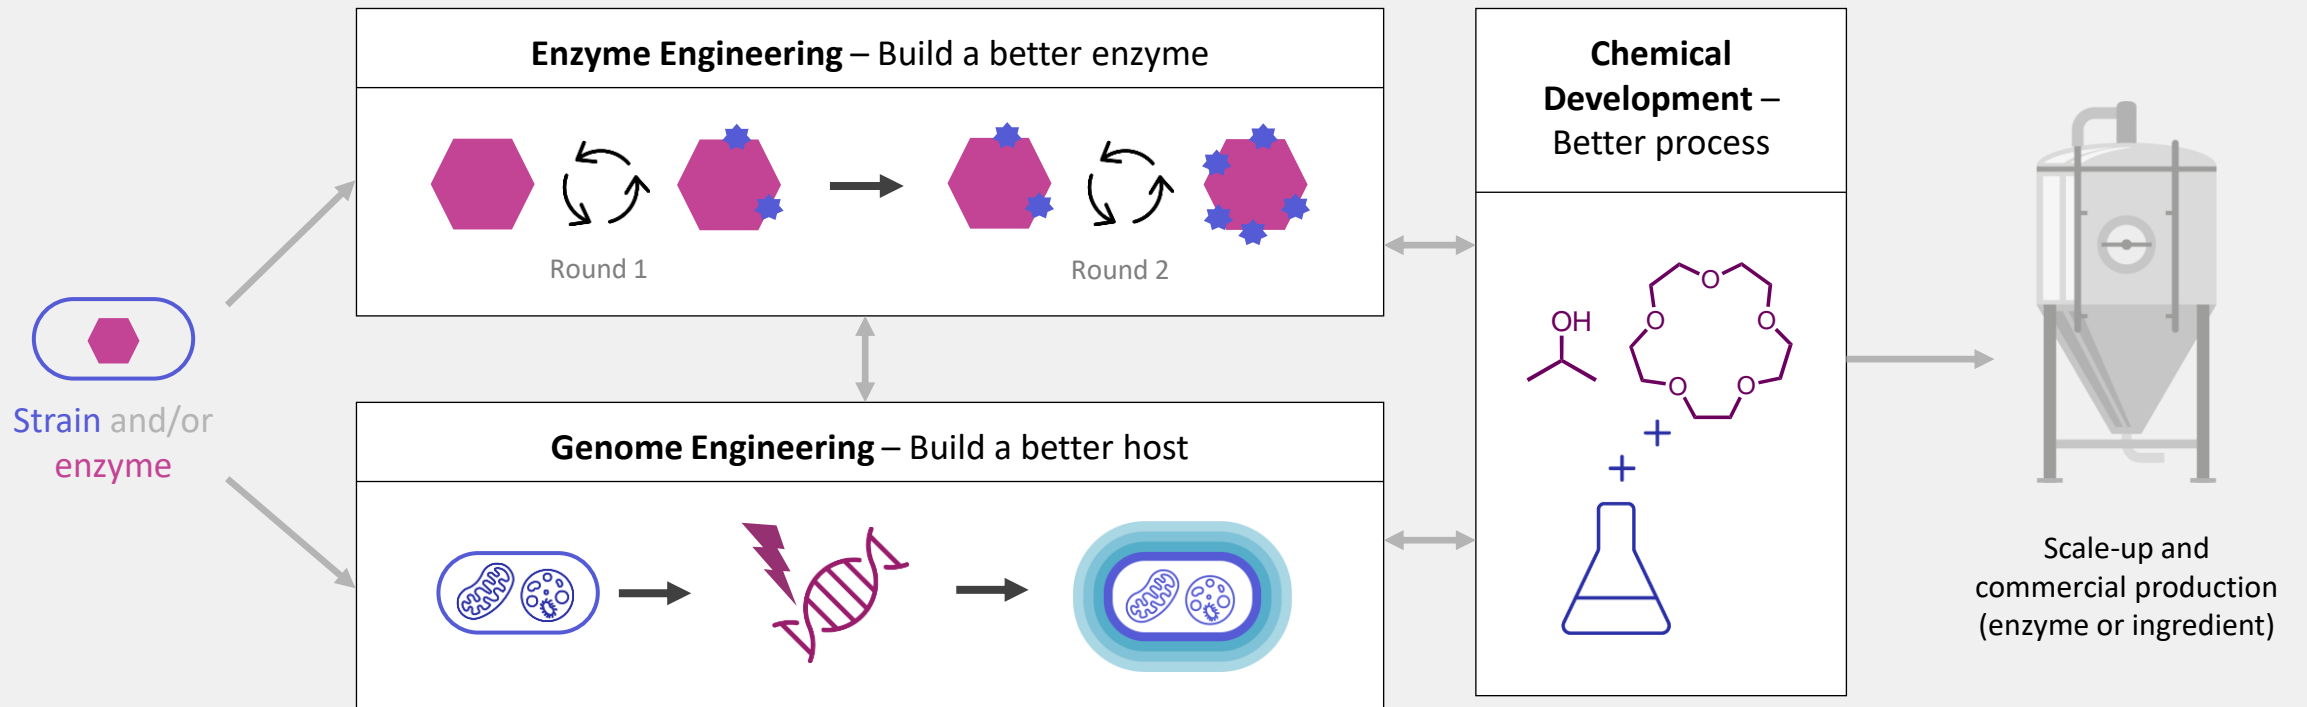 Enzyme Engineering – Build a better enzyme
Round 1
Round 2
Strain and/or
enzyme
Genome Engineering – Build a better host
Chemical
Development –
Better process
OH
O
O
O
O
O
Scale-up and
commercial production
(enzyme or ingredient)